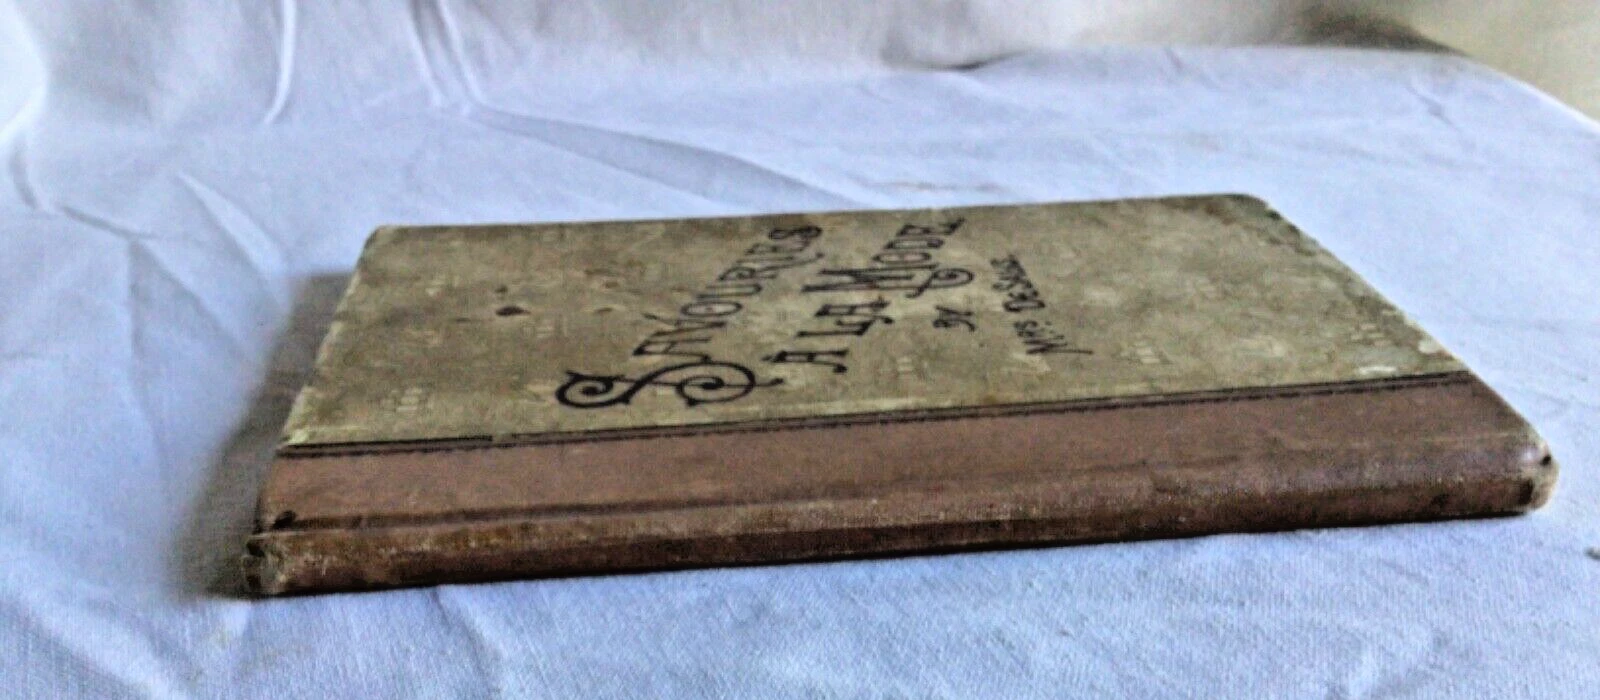 SAVOURIES
À LA MODE
BY
MRS DE SALIS